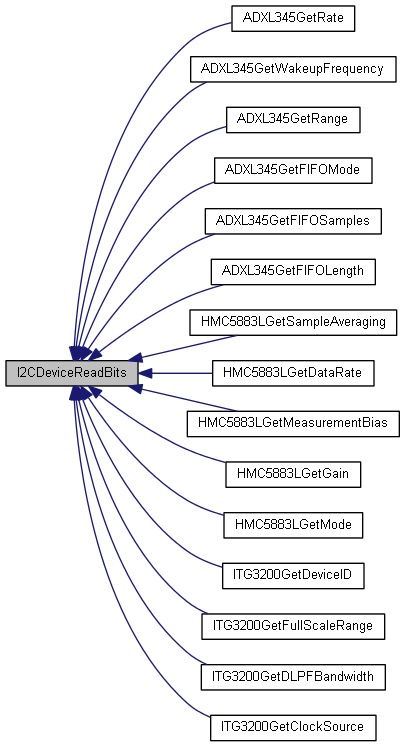 ADXL345GetRate
ADXL345GetWakeupFrequency
ADXL345GetRange
ADXL345GetFIFOMode
ADXL345GetFIFOSamples
ADXL345GetFIFOLength
HMC5883LGetSampleAveraging
I2CDeviceReadBits
HMC5883LGetDataRate
HMC5883LGetMeasurementBias
HMC5883LGetGain
HMC5883LGetMode
ITG3200GetDeviceID
ITG3200GetFullScaleRange
ITG3200GetDLPFBandwidth
ITG3200GetClockSource